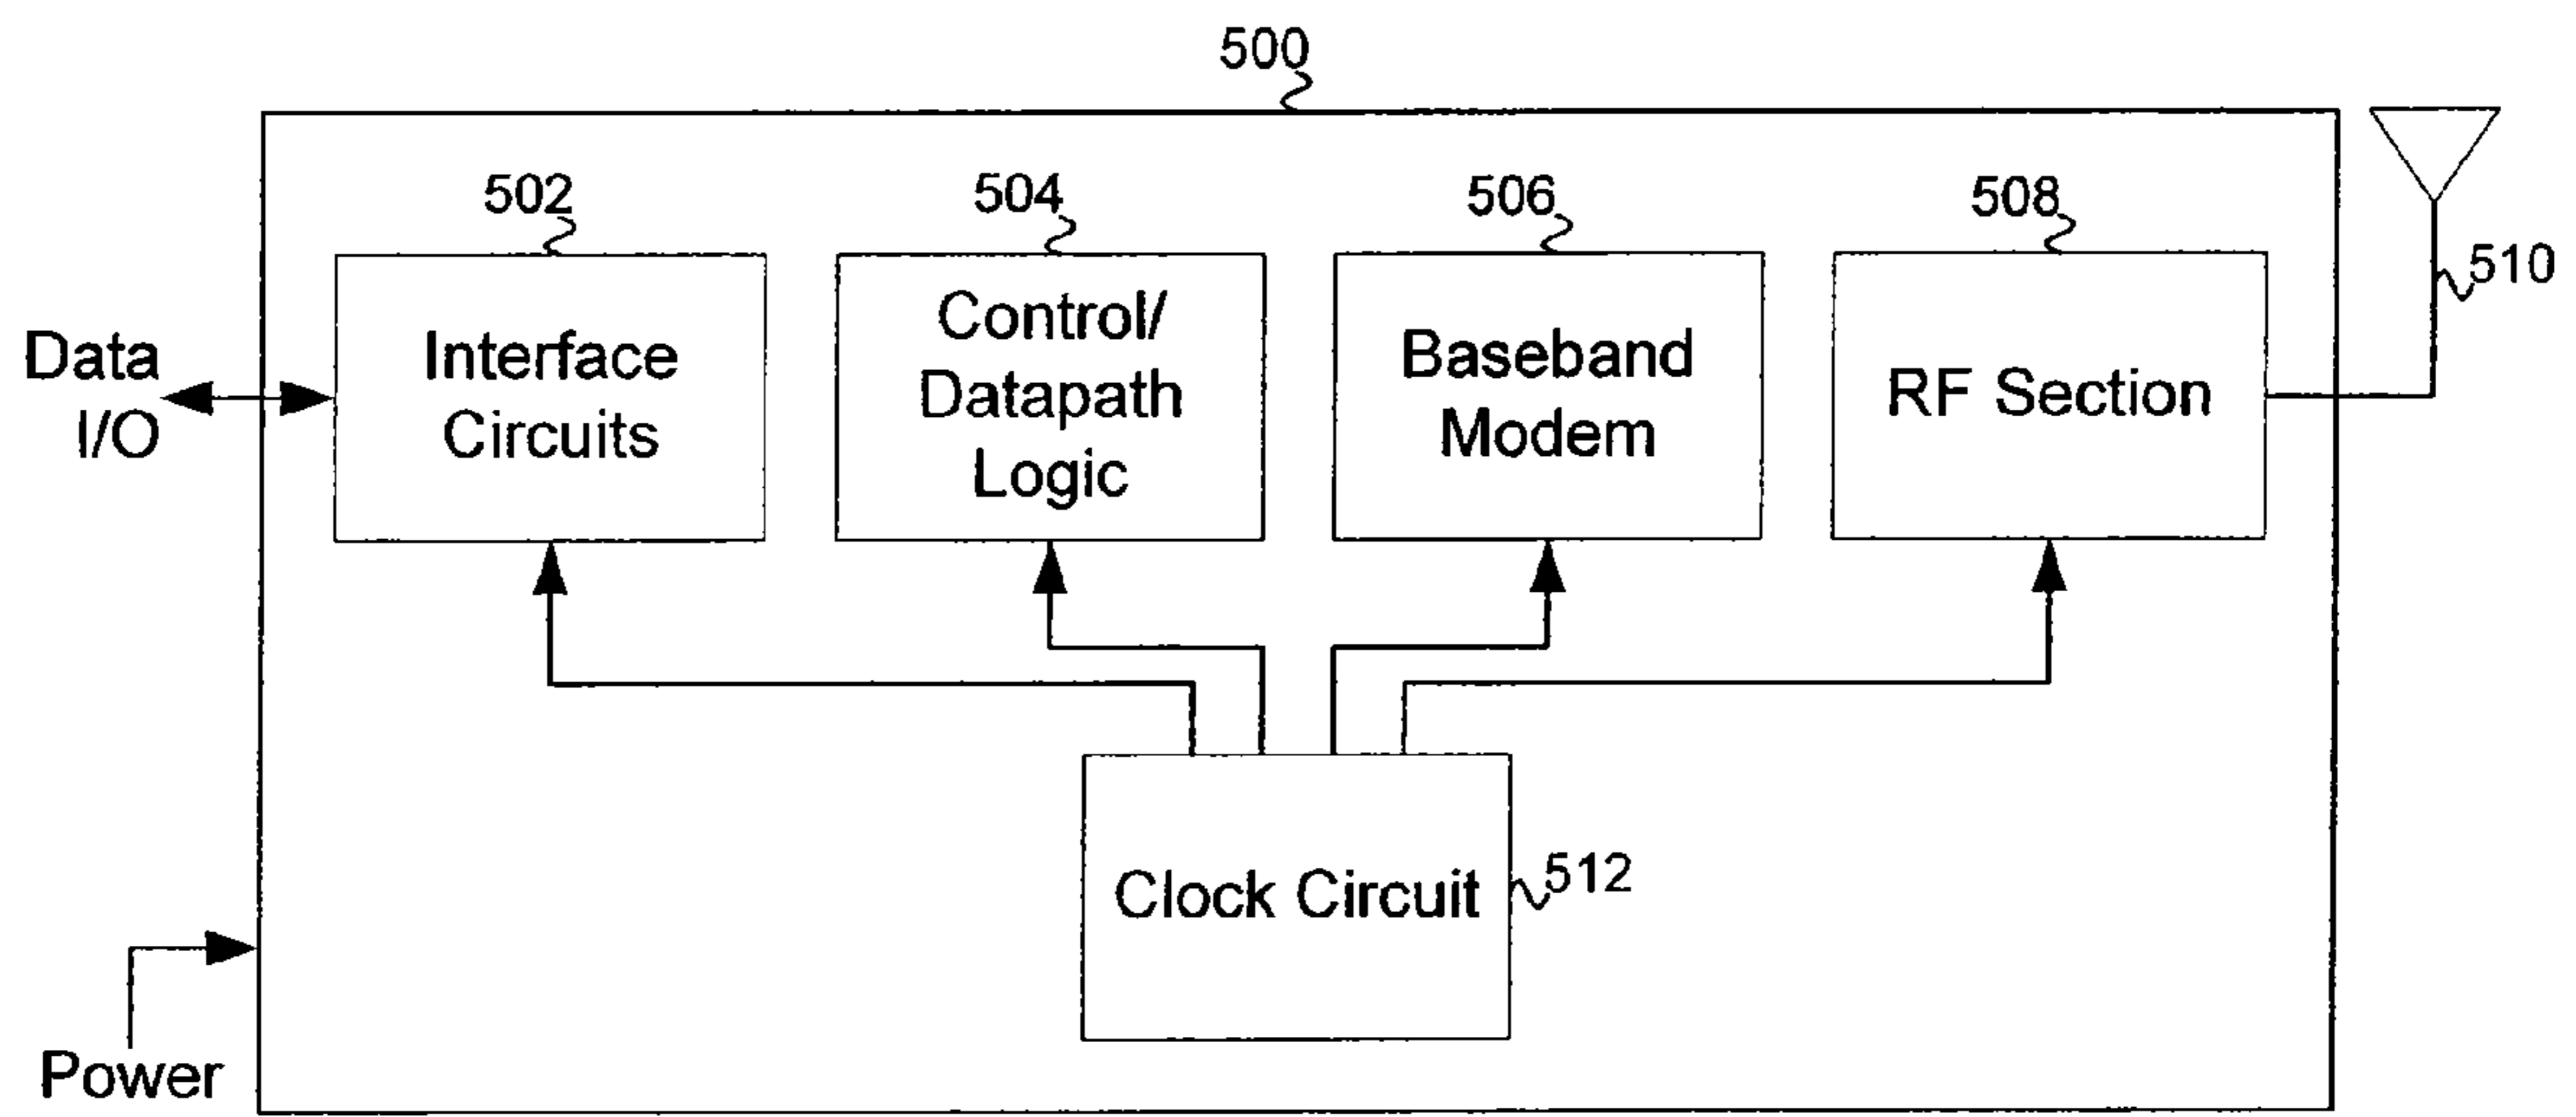 500
502
504
506
508
510
Data
I/O
Interface
Circuits
Control/
Datapath
Logic
Baseband
Modem
RF Section
Clock Circuit
512
Power